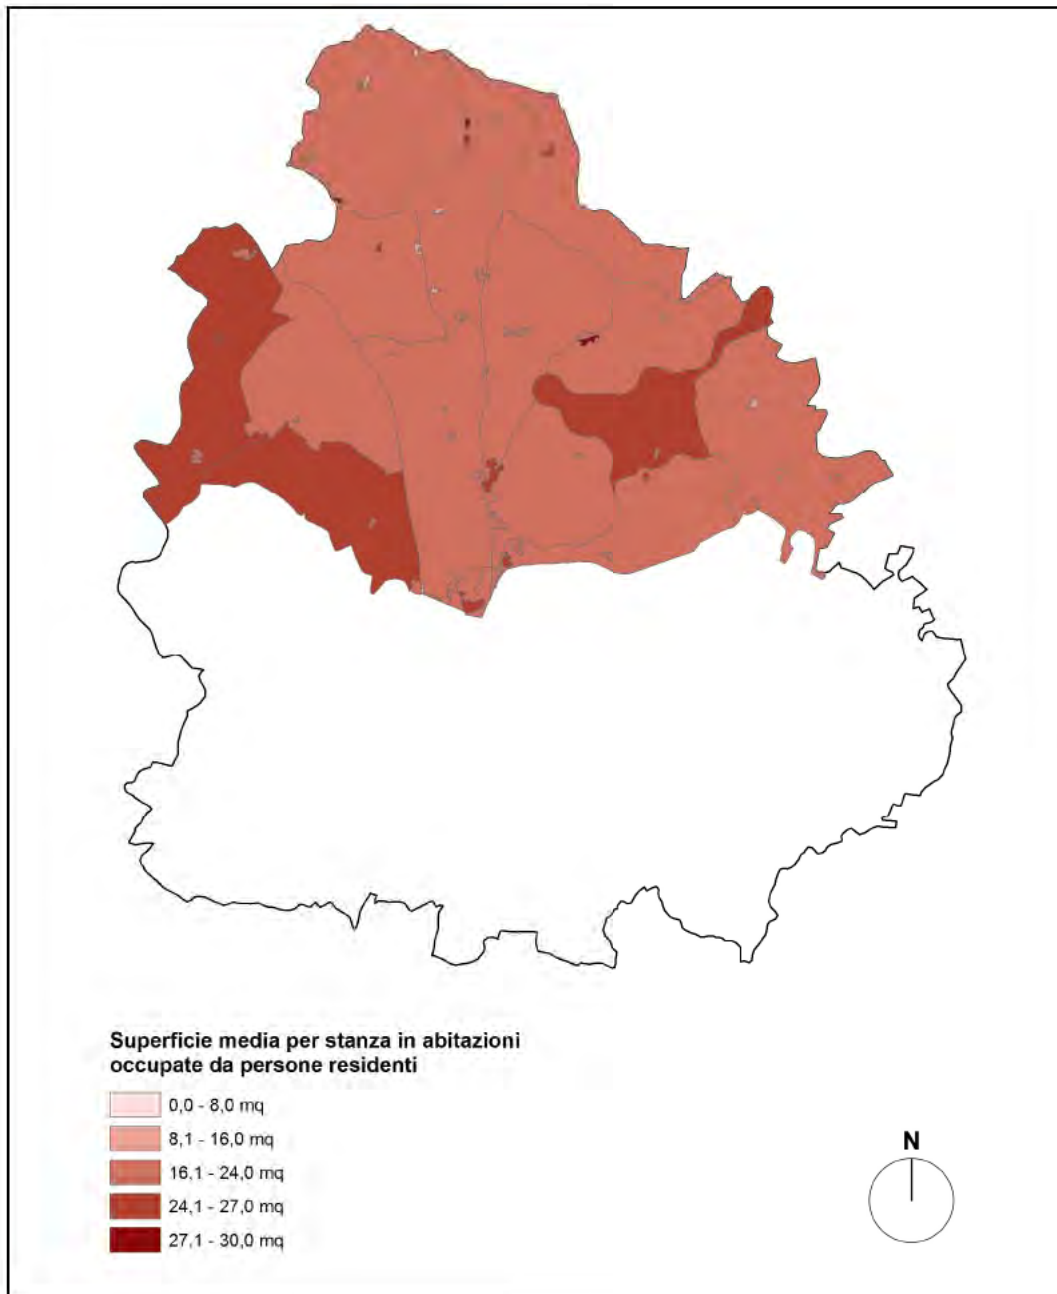 Superficie media per stanza in abitazioni
occupate da persone residenti
0,0 - 8,0 mq
8,1 - 16,0 mq
16,1 - 24,0 mq
24,1 - 27,0 mq
27,1 - 30,0 mq
N